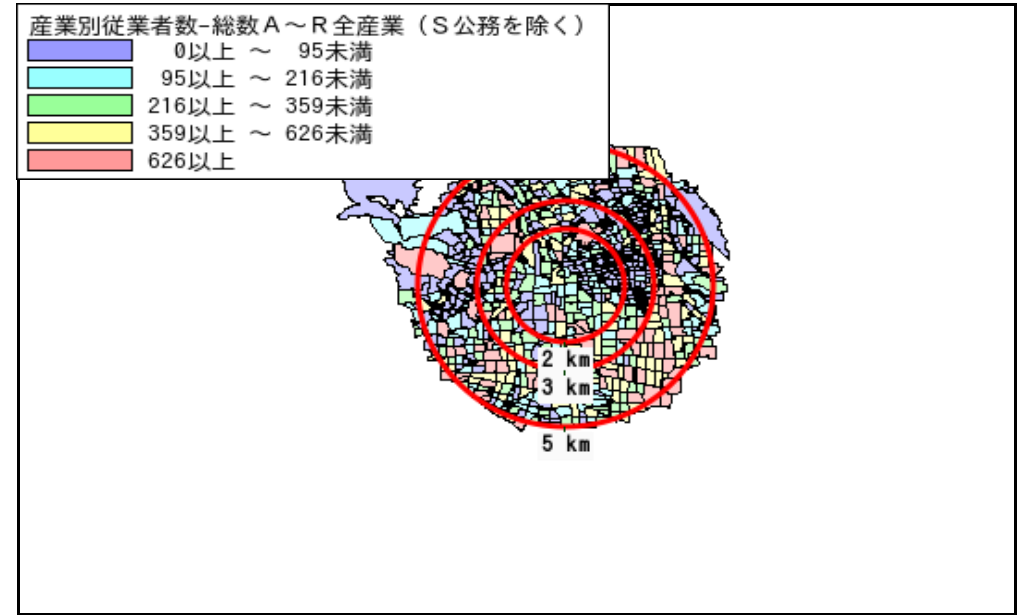 産業別従業者数-総数A～R全産業（S公務を除く）
0以上 ～ 95未満
95以上 ～ 216未満
216以上 ～ 359未満
359以上 ～ 626未満
626以上
2 km
3 km
5 km